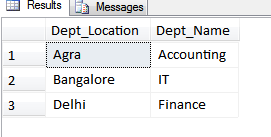 Results Messages
Dept_Location Dept_Name
1 Agra Accounting
2 Bangalore IT
3 Delhi Finance